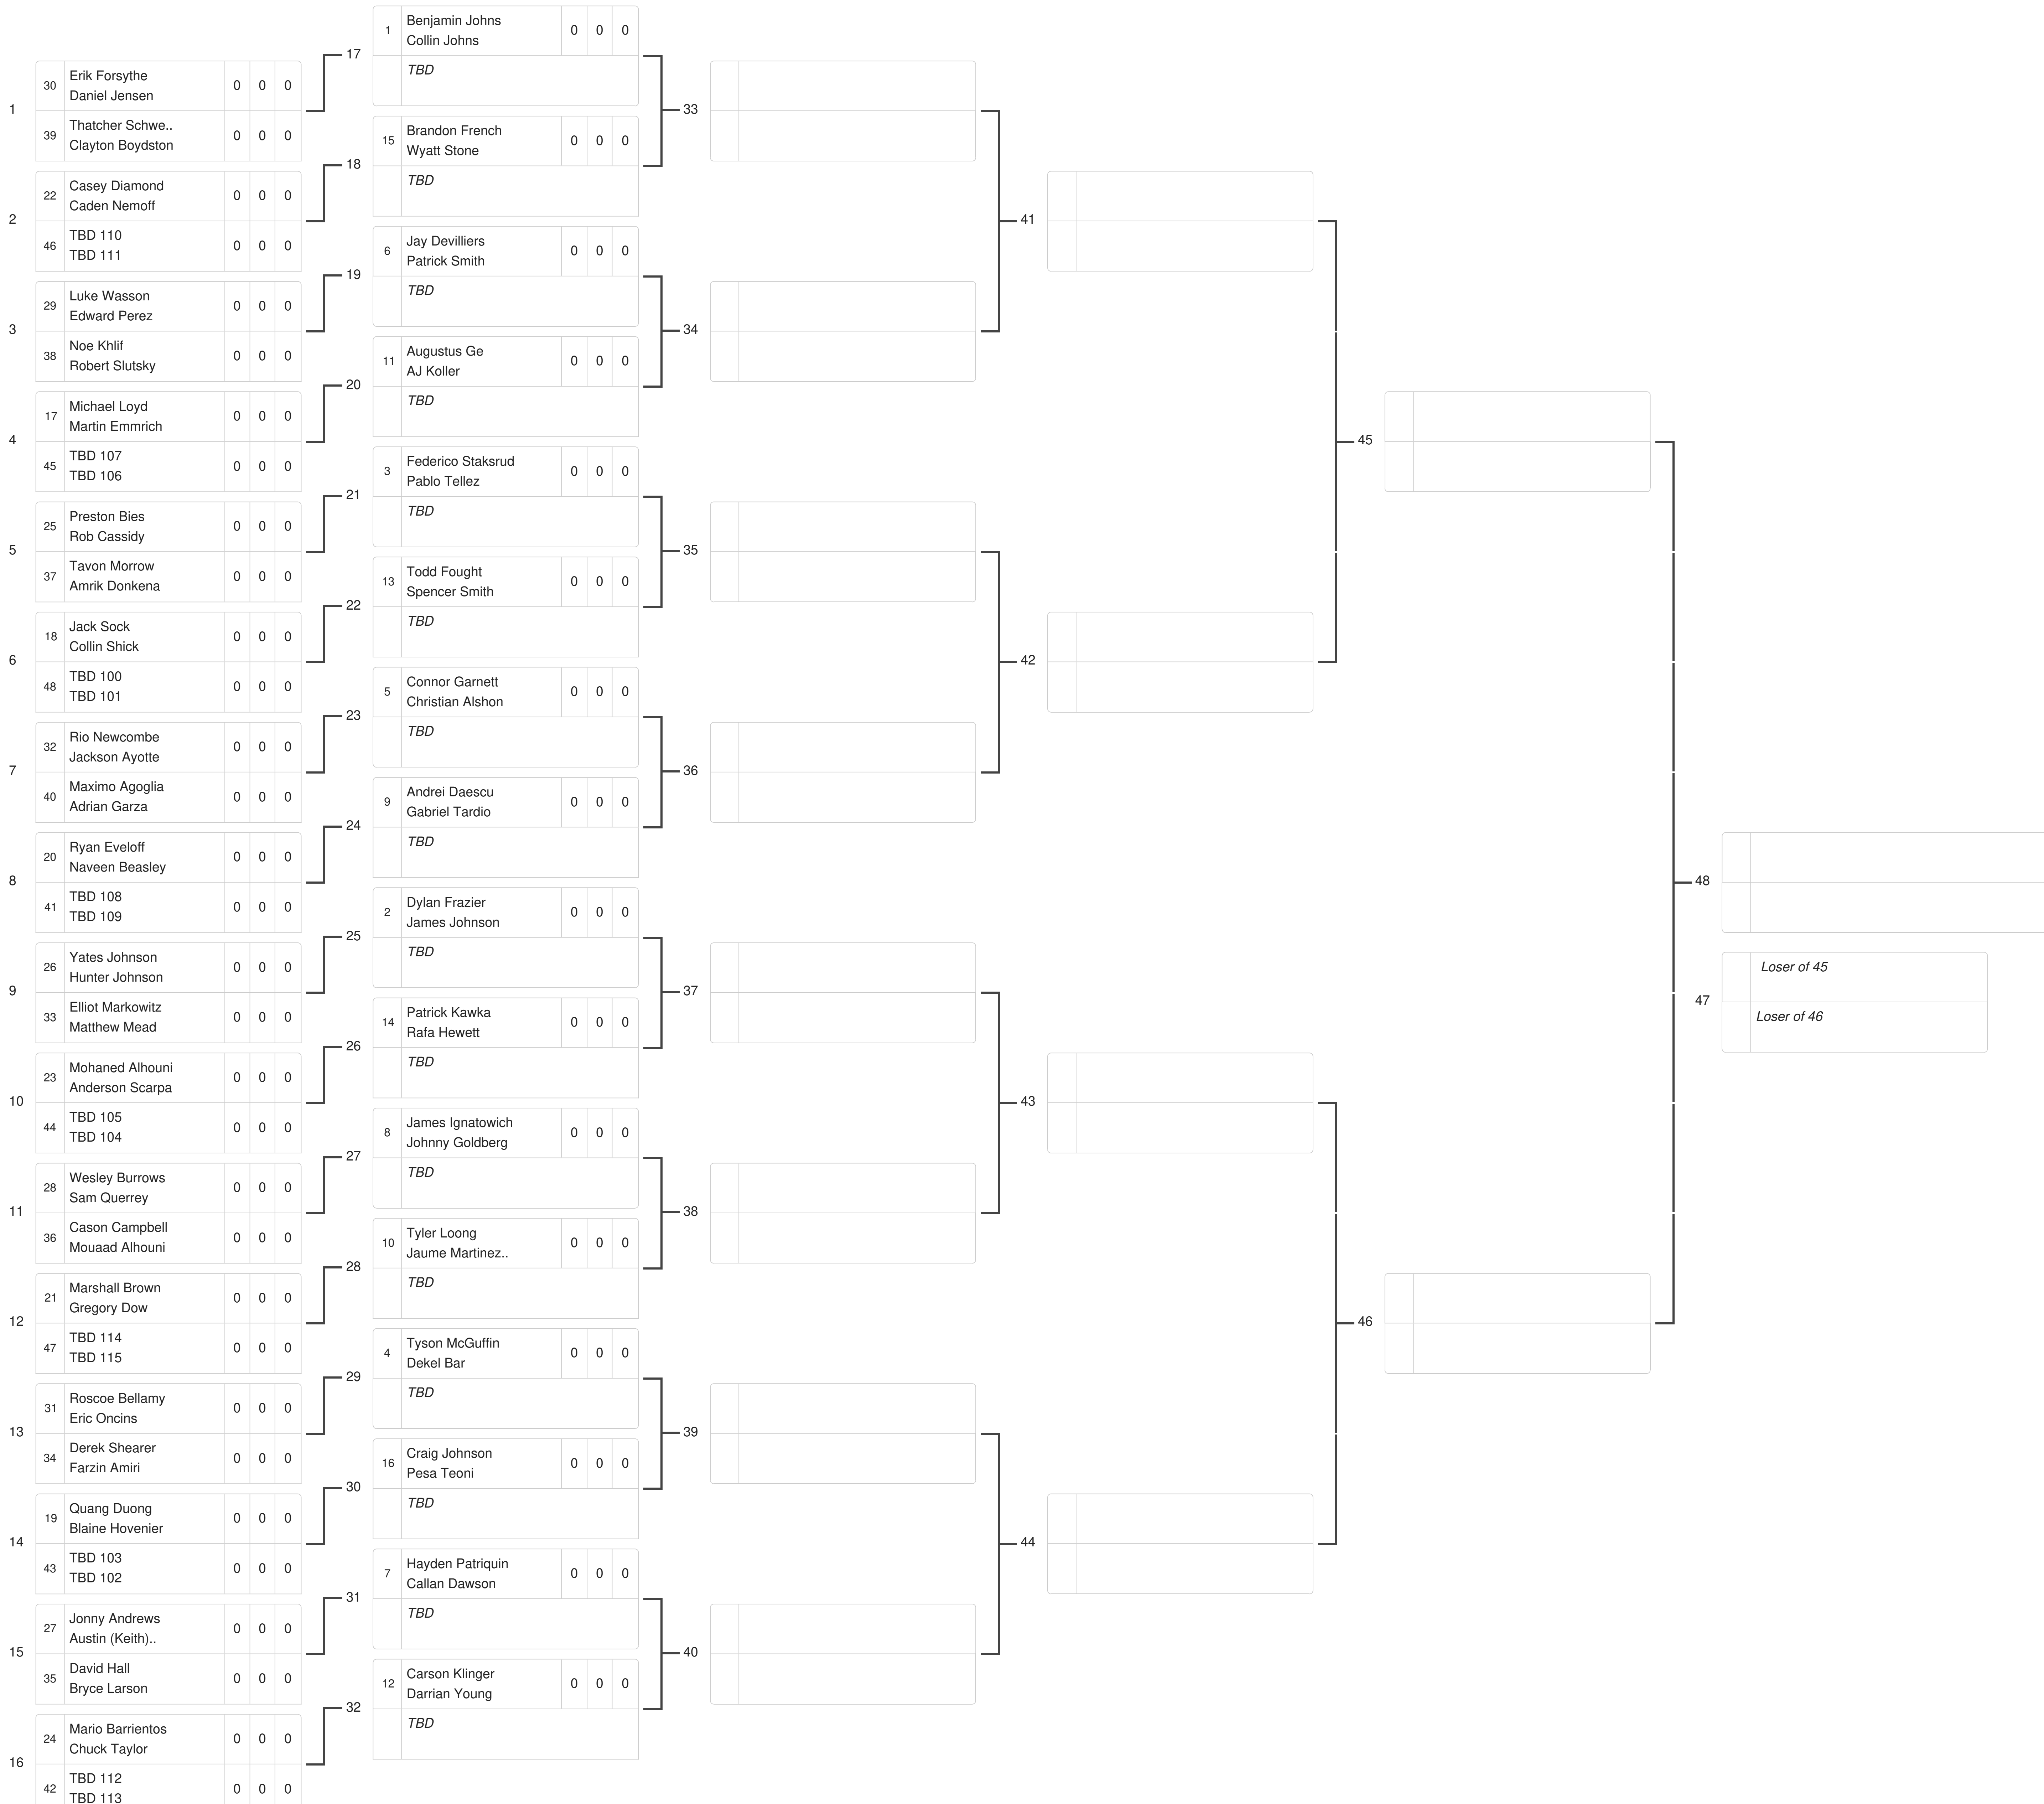 1
30
Erik Forsythe
Daniel Jensen
0 0 0
39
Thatcher Schwe..
Clayton Boydston
0 0 0
2
22
Casey Diamond
Caden Nemoff
0 0 0
46
TBD 110
TBD 111
0 0 0
3
29
Luke Wasson
Edward Perez
0 0 0
38
Noe Khlif
Robert Slutsky
0 0 0
4
17
Michael Loyd
Martin Emmrich
0 0 0
45
TBD 107
TBD 106
0 0 0
5
25
Preston Bies
Rob Cassidy
0 0 0
37
Tavon Morrow
Amrik Donkena
0 0 0
6
18
Jack Sock
Collin Shick
0 0 0
48
TBD 100
TBD 101
0 0 0
7
32
Rio Newcombe
Jackson Ayotte
0 0 0
40
Maximo Agoglia
Adrian Garza
0 0 0
8
20
Ryan Eveloff
Naveen Beasley
0 0 0
41
TBD 108
TBD 109
0 0 0
9
26
Yates Johnson
Hunter Johnson
0 0 0
33
Elliot Markowitz
Matthew Mead
0 0 0
10
23
Mohaned Alhouni
Anderson Scarpa
0 0 0
44
TBD 105
TBD 104
0 0 0
11
28
Wesley Burrows
Sam Querrey
0 0 0
36
Cason Campbell
Mouaad Alhouni
0 0 0
12
21
Marshall Brown
Gregory Dow
0 0 0
47
TBD 114
TBD 115
0 0 0
13
31
Roscoe Bellamy
Eric Oncins
0 0 0
34
Derek Shearer
Farzin Amiri
0 0 0
14
19
Quang Duong
Blaine Hovenier
0 0 0
43
TBD 103
TBD 102
0 0 0
15
27
Jonny Andrews
Austin (Keith)..
0 0 0
35
David Hall
Bryce Larson
0 0 0
16
24
Mario Barrientos
Chuck Taylor
0 0 0
42
TBD 112
TBD 113
0 0 0
17
1
Benjamin Johns
Collin Johns
0 0 0
TBD
18
15
Brandon French
Wyatt Stone
0 0 0
TBD
19
6
Jay Devilliers
Patrick Smith
0 0 0
TBD
20
11
Augustus Ge
AJ Koller
0 0 0
TBD
21
3
Federico Staksrud
Pablo Tellez
0 0 0
TBD
22
13
Todd Fought
Spencer Smith
0 0 0
TBD
23
5
Connor Garnett
Christian Alshon
0 0 0
TBD
24
9
Andrei Daescu
Gabriel Tardio
0 0 0
TBD
25
2
Dylan Frazier
James Johnson
0 0 0
TBD
26
14
Patrick Kawka
Rafa Hewett
0 0 0
TBD
27
8
James Ignatowich
Johnny Goldberg
0 0 0
TBD
28
10
Tyler Loong
Jaume Martinez..
0 0 0
TBD
29
4
Tyson McGuffin
Dekel Bar
0 0 0
TBD
30
16
Craig Johnson
Pesa Teoni
0 0 0
TBD
31
7
Hayden Patriquin
Callan Dawson
0 0 0
TBD
32
12
Carson Klinger
Darrian Young
0 0 0
TBD
33
34
35
36
37
38
39
40
41
42
43
44
45
46
48
47
Loser of 45
Loser of 46